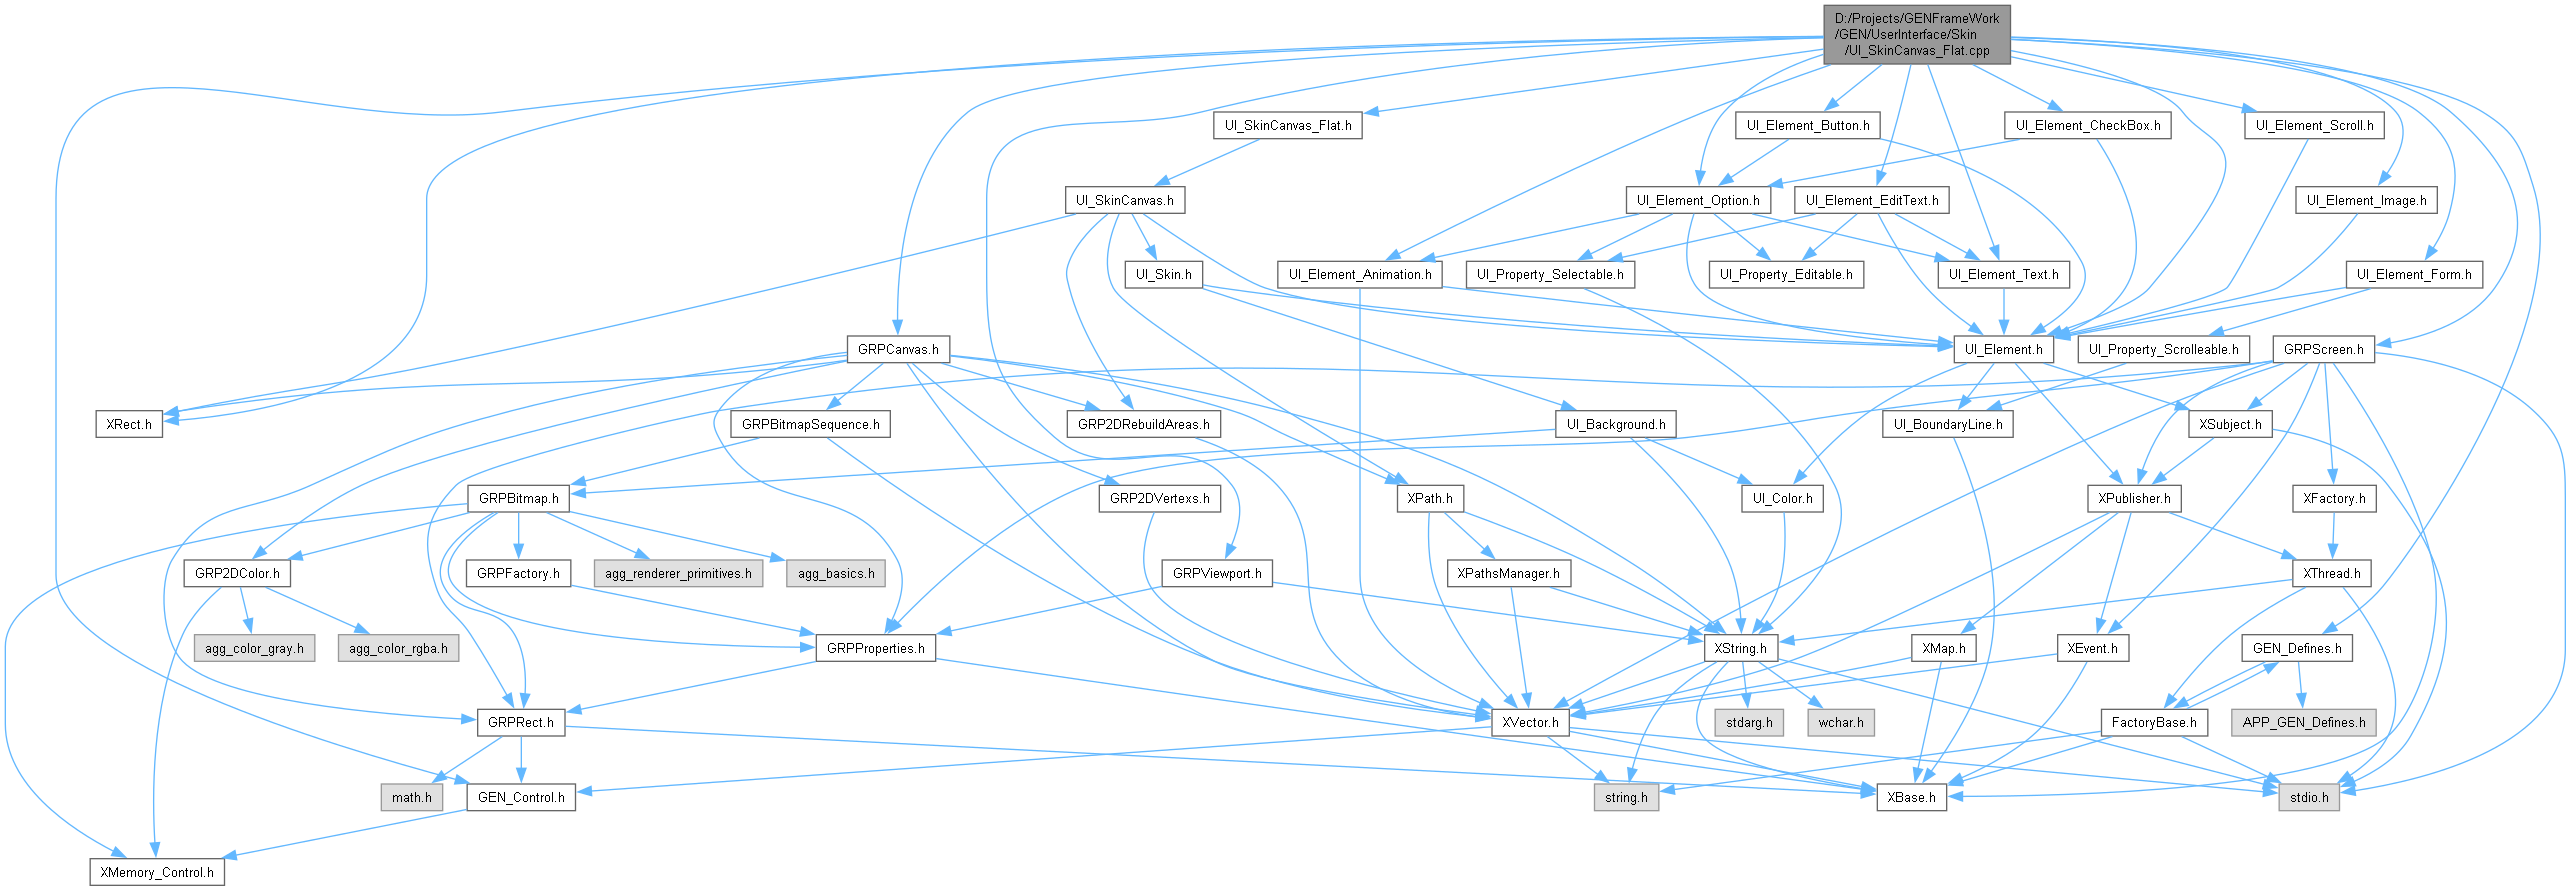 D:/Projects/GENFrameWork
/GEN/UserInterface/Skin
/UI_SkinCanvas_Flat.cpp
UI_SkinCanvas_Flat.h
UI_Element_Button.h
UI_Element_CheckBox.h
UI_Element_Scroll.h
UI_SkinCanvas.h
UI_Element_Option.h
UI_Element_EditText.h
UI_Element_Image.h
UI_Skin.h
UI_Element_Animation.h
UI_Property_Selectable.h
UI_Property_Editable.h
UI_Element_Text.h
UI_Element_Form.h
GRPCanvas.h
UI_Element.h
UI_Property_Scrolleable.h
GRPScreen.h
XRect.h
GRPBitmapSequence.h
GRP2DRebuildAreas.h
UI_Background.h
UI_BoundaryLine.h
XSubject.h
GRPBitmap.h
GRP2DVertexs.h
XPath.h
UI_Color.h
XPublisher.h
XFactory.h
GRP2DColor.h
GRPFactory.h
agg_renderer_primitives.h
agg_basics.h
GRPViewport.h
XPathsManager.h
XThread.h
agg_color_gray.h
agg_color_rgba.h
GRPProperties.h
XString.h
XMap.h
XEvent.h
GEN_Defines.h
GRPRect.h
XVector.h
stdarg.h
wchar.h
FactoryBase.h
APP_GEN_Defines.h
math.h
GEN_Control.h
string.h
XBase.h
stdio.h
XMemory_Control.h